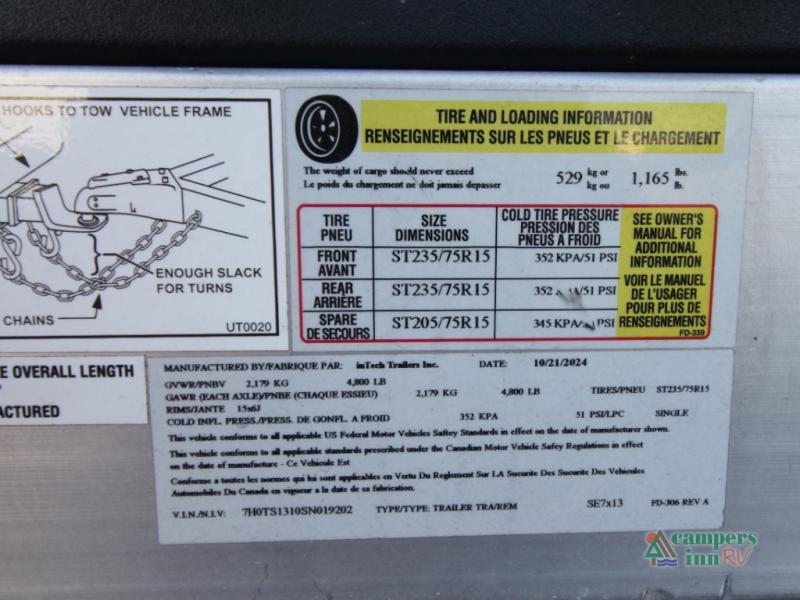 HOOKS TO TOW VEHICLE FRAME
ENOUGH SLACK
FOR TURNS
CHAINS
UT0020
E OVERALL LENGTH
ACTURED
TIRE AND LOADING INFORMATION
RENSEIGNEMENTS SUR LES PNEUS ET LE CHARGEMENT
The weight of cargo should never exceed
Le poids du chargement ne doit jamais depasser
529 kg or kg ou 1,165 lbs. lb.
TIRE PNEU SIZE DIMENSIONS COLD TIRE PRESSURE PRESSION DES PNEUS A FROID
FRONT AVANT ST235/75R15 352 KPA/51 PSI
REAR ARRIÈRE ST235/75R15 352 PSI
SPARE DE SECOURS ST205/75R15 345 KPA/ PSI
SEE OWNER'S
MANUAL FOR
ADDITIONAL
INFORMATION
VOIR LE MANUEL
DE L'USAGER
POUR PLUS DE
RENSEIGNEMENTS
FD-339
MANUFACTURED BY/FABRIQUE PAR: inTech Trailers Inc. DATE: 10/21/2024
GVWR/PNBV 2,179 KG 4,800 LB
GAWR (EACH AXLE)/PNBE (CHAQUE ESSIEU) 2,179 KG 4,800 LB TIRES/PNEU ST235/75R15
RIMS/JANTE 15x6J
COLD INFL. PRESS./PRESS. DE GONFL. A FROID 352 KPA 51 PSI/LPC SINGLE
This vehicle conforms to all applicable US Federal Motor Vehicles Saftey Standards in effect on the date of manufacturer shown.
This vehicle conforms to all applicable standards prescribed under the Canadian Motor Vehicle Safey Regulations in effect
on the date of manufacture - Ce Vehicule Est
Conforme a toutes les normes qui lui sont applicables en Vertu Du Reglement Sur LA Sucurite Des Sucurite Des Vehicules
Automobiles Du Canada en vigueur a la date de sa fabrication.
V.I.N./N.I.V: 7H0TS1310SN019202 TYPE/TYPE: TRAILER TRA/REM SE7x13 FD-306 REV A
campers
inn RV